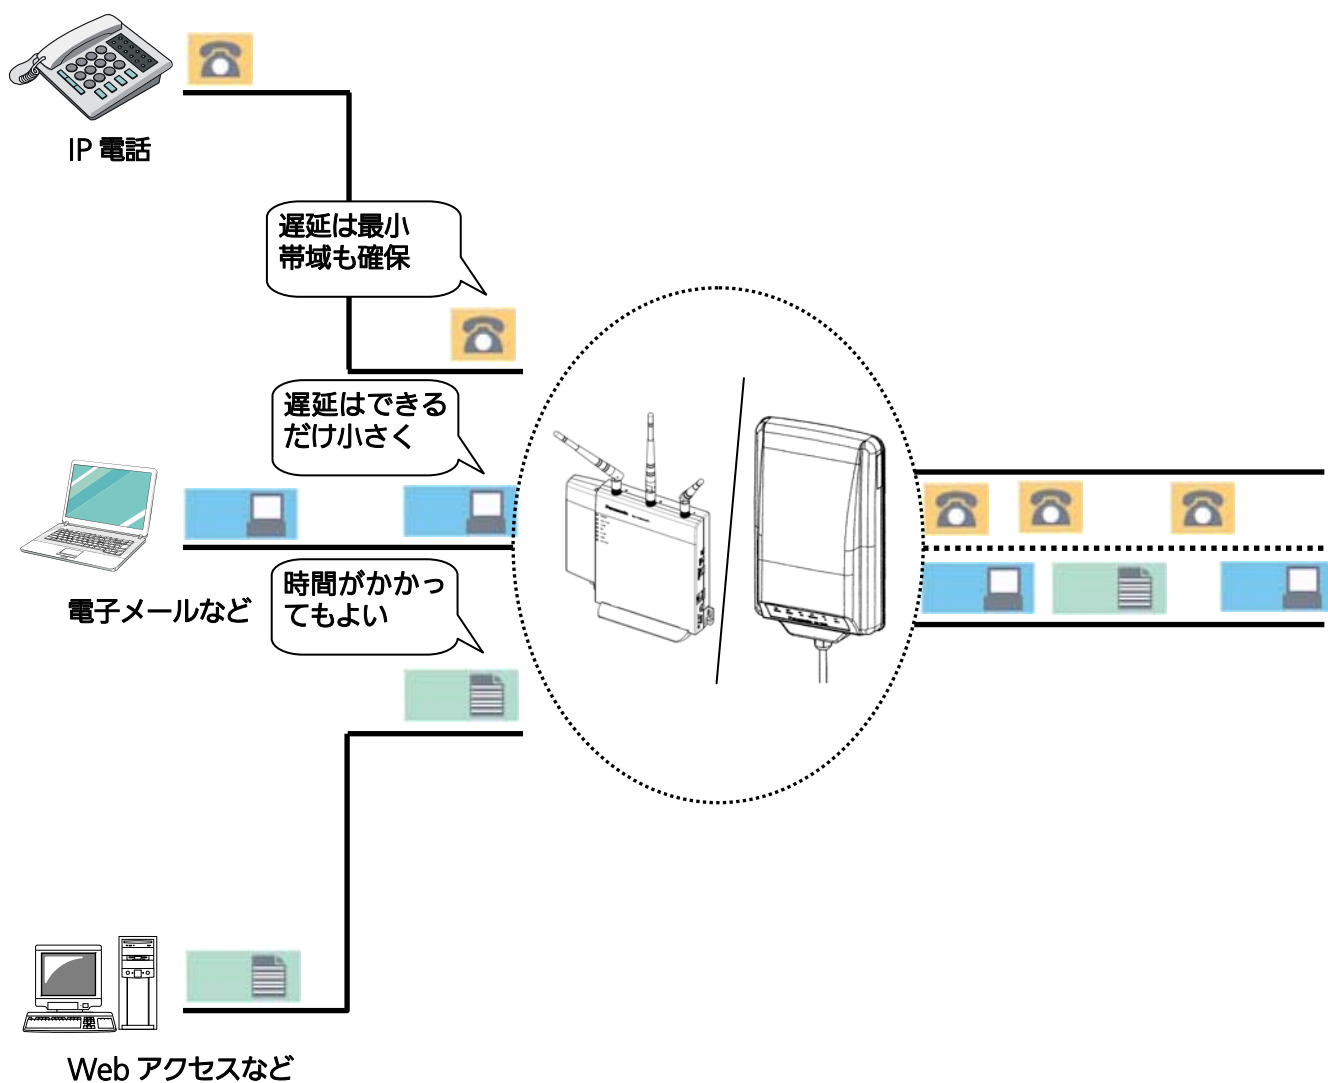 IP 電話
遅延は最小
帯域も確保
遅延はできる
だけ小さく
電子メールなど
時間がかかっ
てもよい
Panasonic
Web アクセスなど